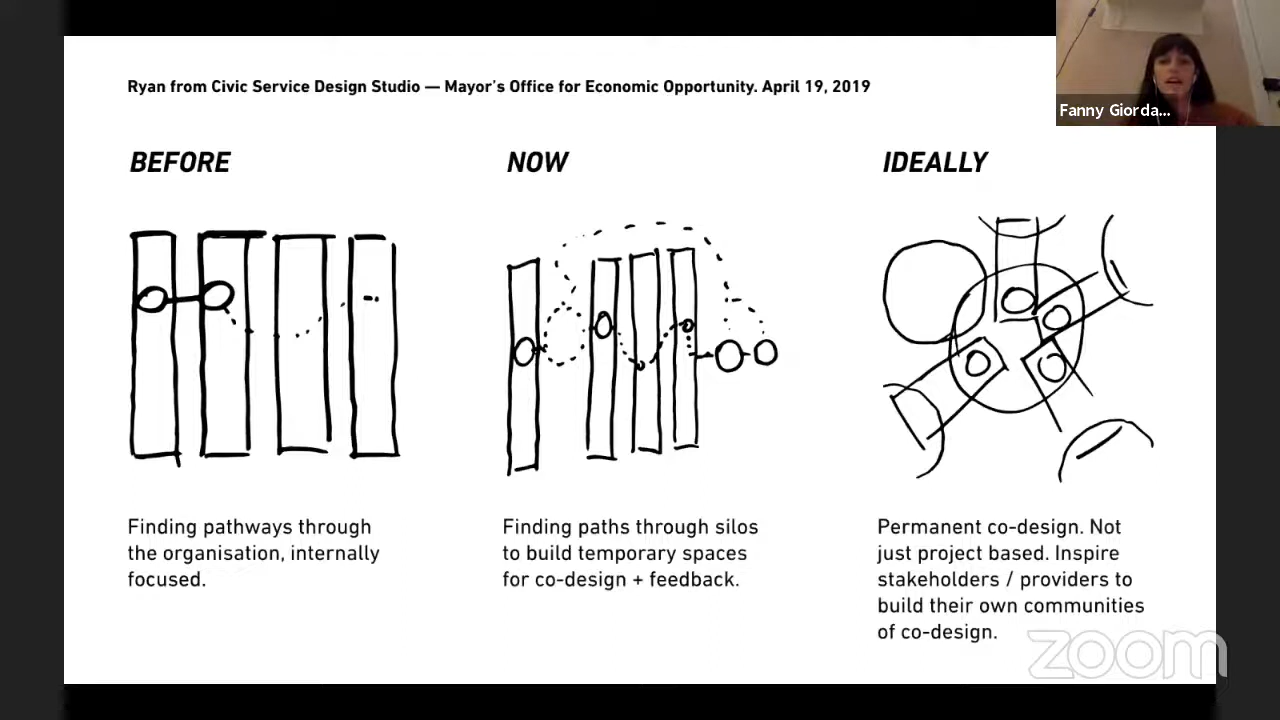 Ryan from Civic Service Design Studio — Mayor's Office for Economic Opportunity. April 19, 2019
Fanny Giorda...
BEFORE
NOW
IDEALLY
Finding pathways through
the organisation, internally
focused.
Finding paths through silos
to build temporary spaces
for co-design + feedback.
Permanent co-design. Not
just project based. Inspire
stakeholders / providers to
build their own communities
of co-design.
zoom